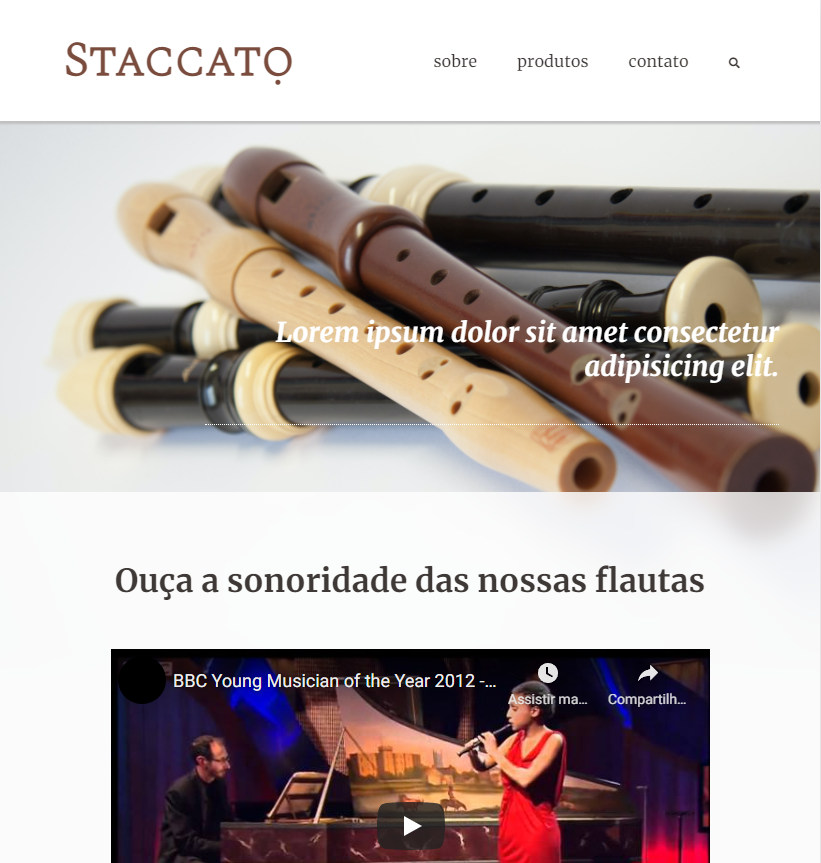 STACCATO
sobre produtos contato
Lorem ipsum dolor sit amet consectetur
adipisicing elit.
Ouça a sonoridade das nossas flautas
BBC Young Musician of the Year 2012 -...
Assistir ma...
Compartilh...